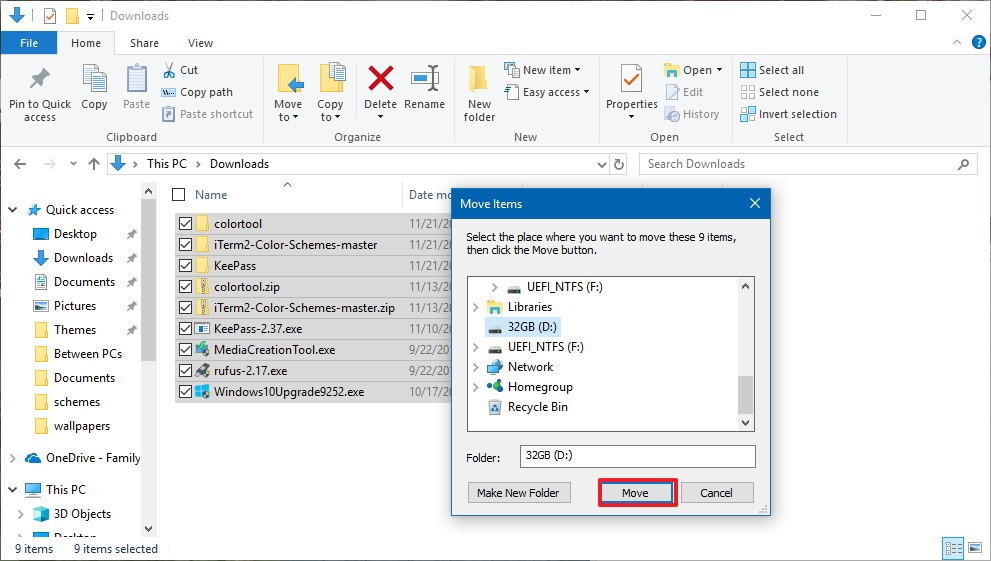 Downloads
File Home Share View
Pin to Quick access
Copy
Paste
Cut
Copy path
Paste shortcut
Clipboard
Move to
Copy to
Delete
Rename
Organize
New folder
New item
Easy access
New
Properties
Open
Edit
History
Open
Select all
Select none
Invert selection
Select
This PC > Downloads
Search Downloads
Quick access
Desktop
Downloads
Documents
Pictures
Themes
Between PCs
Documents
schemes
wallpapers
OneDrive - Family
This PC
3D Objects
Desktop
Name Date mo
colortool 11/21/20
iTerm2-Color-Schemes-master 11/21/20
KeePass 11/21/20
colortool.zip 11/13/20
iTerm2-Color-Schemes-master.zip 11/13/20
KeePass-2.37.exe 11/10/20
MediaCreationTool.exe 9/22/201
rufus-2.17.exe 9/22/201
Windows10Upgrade9252.exe 10/17/20
Move Items
Select the place where you want to move these 9 items,
then click the Move button.
UEFI_NTFS (F:)
Libraries
32GB (D:)
UEFI_NTFS (F:)
Network
Homegroup
Recycle Bin
Folder: 32GB (D:)
Make New Folder Move Cancel
9 items 9 items selected